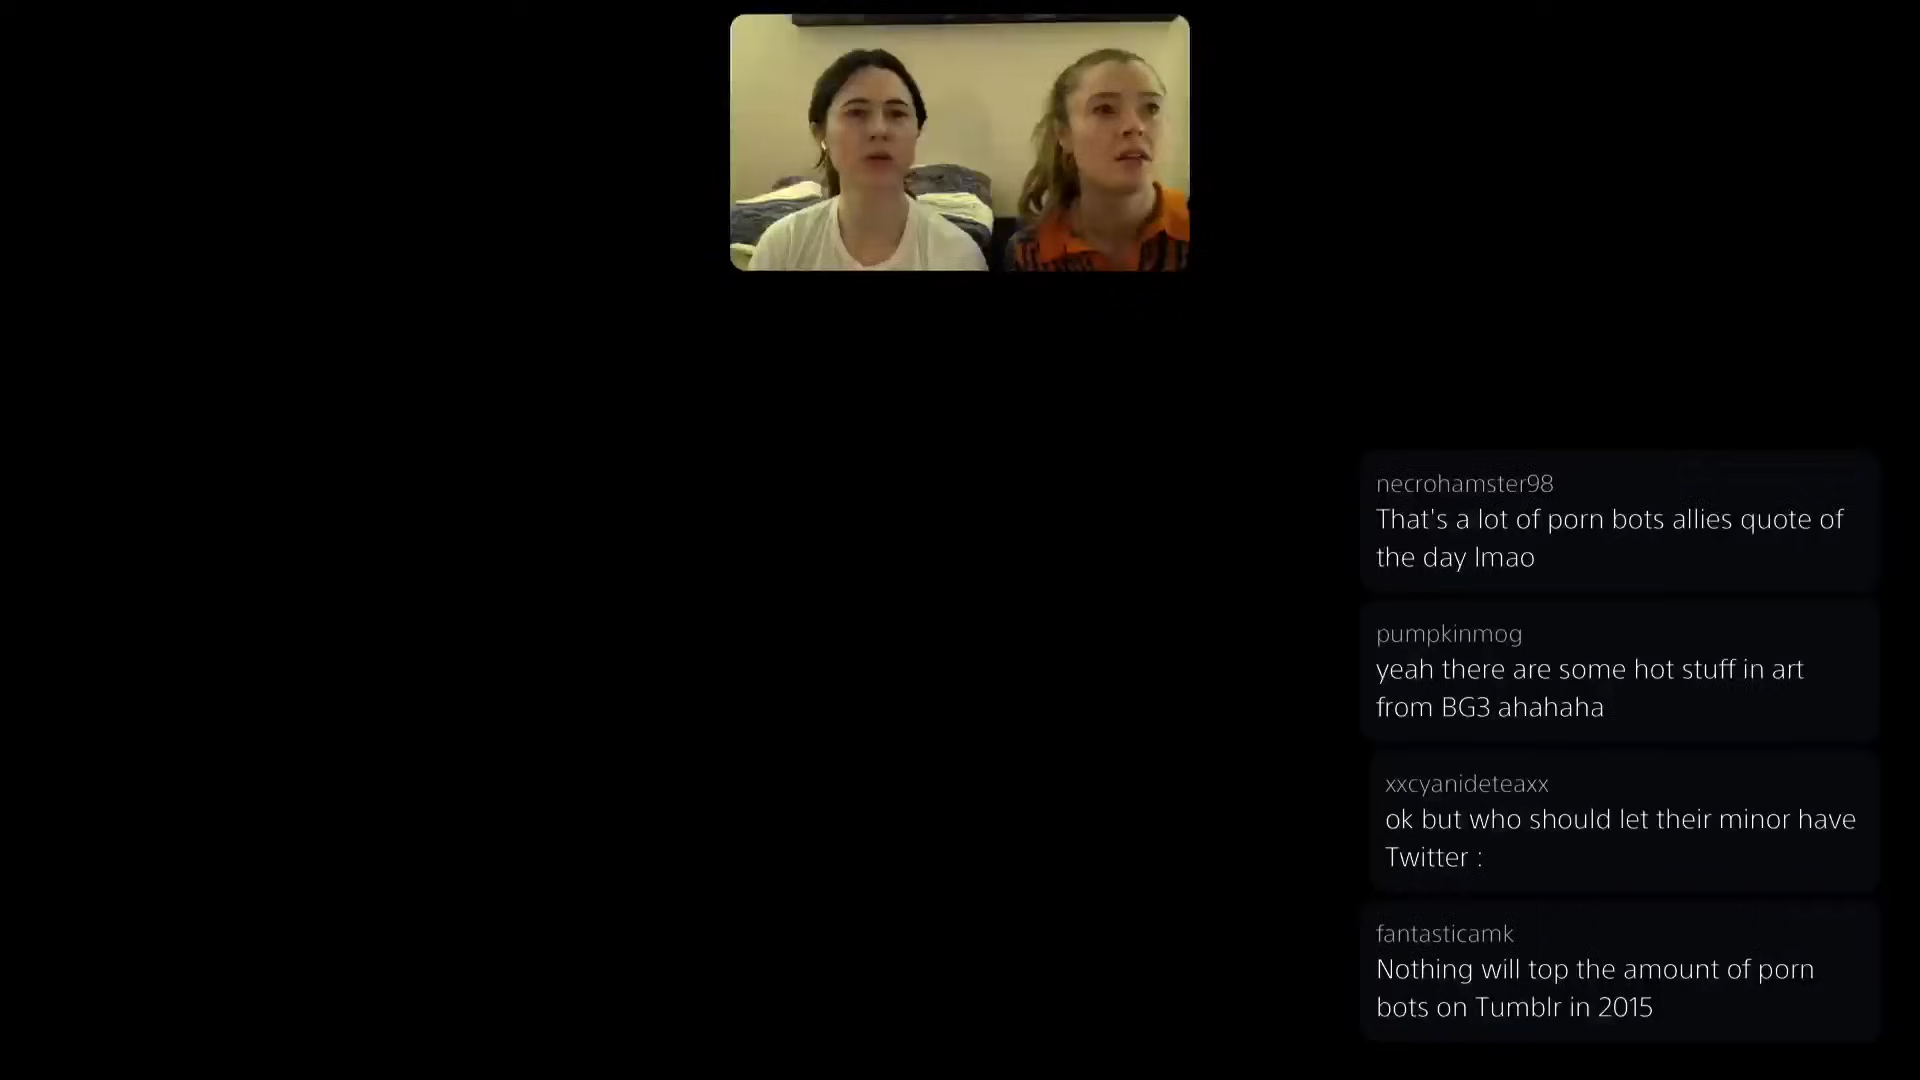 necrohamster98
That's a lot of porn bots allies quote of
the day lmao
pumpkinmog
yeah there are some hot stuff in art
from BG3 ahahaha
xxcyanideteaxx
ok but who should let their minor have
Twitter :
fantasticamk
Nothing will top the amount of porn
bots on Tumblr in 2015